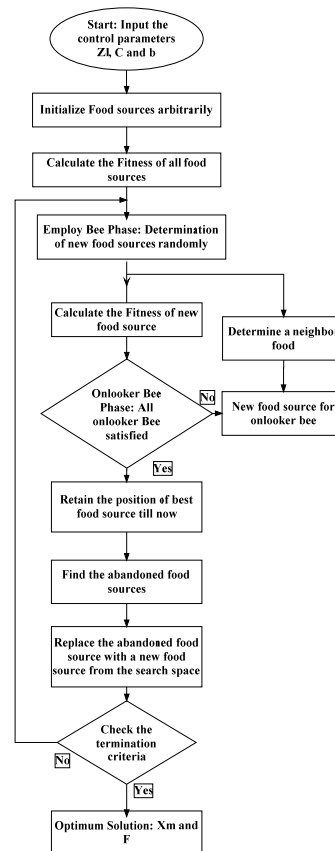 Start: Input the
control parameters
ZI, C and b
Initialize Food sources arbitrarily
Calculate the Fitness of all food
sources
Employ Bee Phase: Determination
of new food sources randomly
Calculate the Fitness of new
food source
Determine a neighbor
food
Onlooker Bee
Phase: All
onlooker Bee
satisfied
No
New food source for
onlooker bee
Yes
Retain the position of best
food source till now
Find the abandoned food
sources
Replace the abandoned food
source with a new food
source from the search space
Check the
termination
criteria
No
Yes
Optimum Solution: Xm and
F